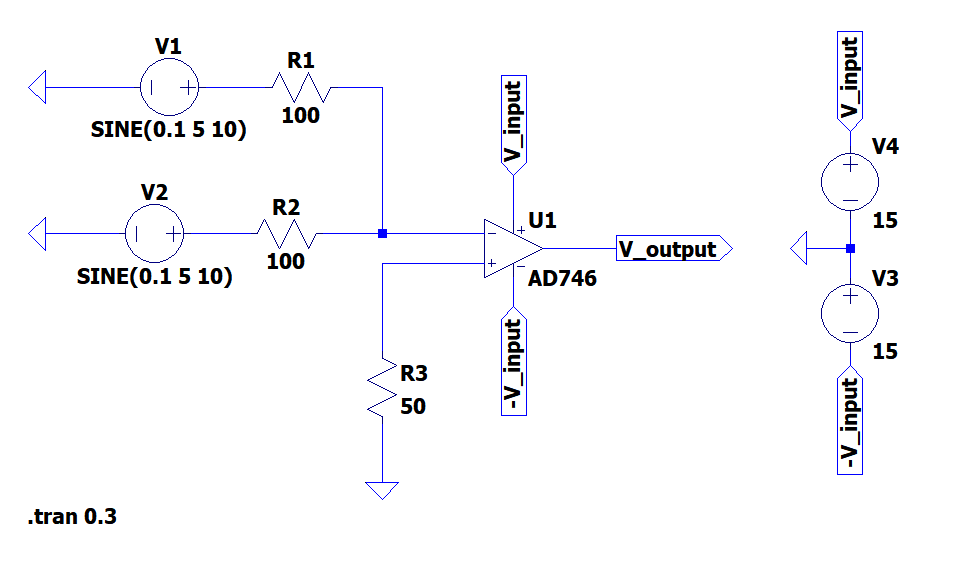 V1
SINE(0.1 5 10)
R1
100
V2
SINE(0.1 5 10)
R2
100
V_input
U1
AD746
V_output
-V_input
R3
50
V_input
V4
15
V3
15
-V_input
.tran 0.3